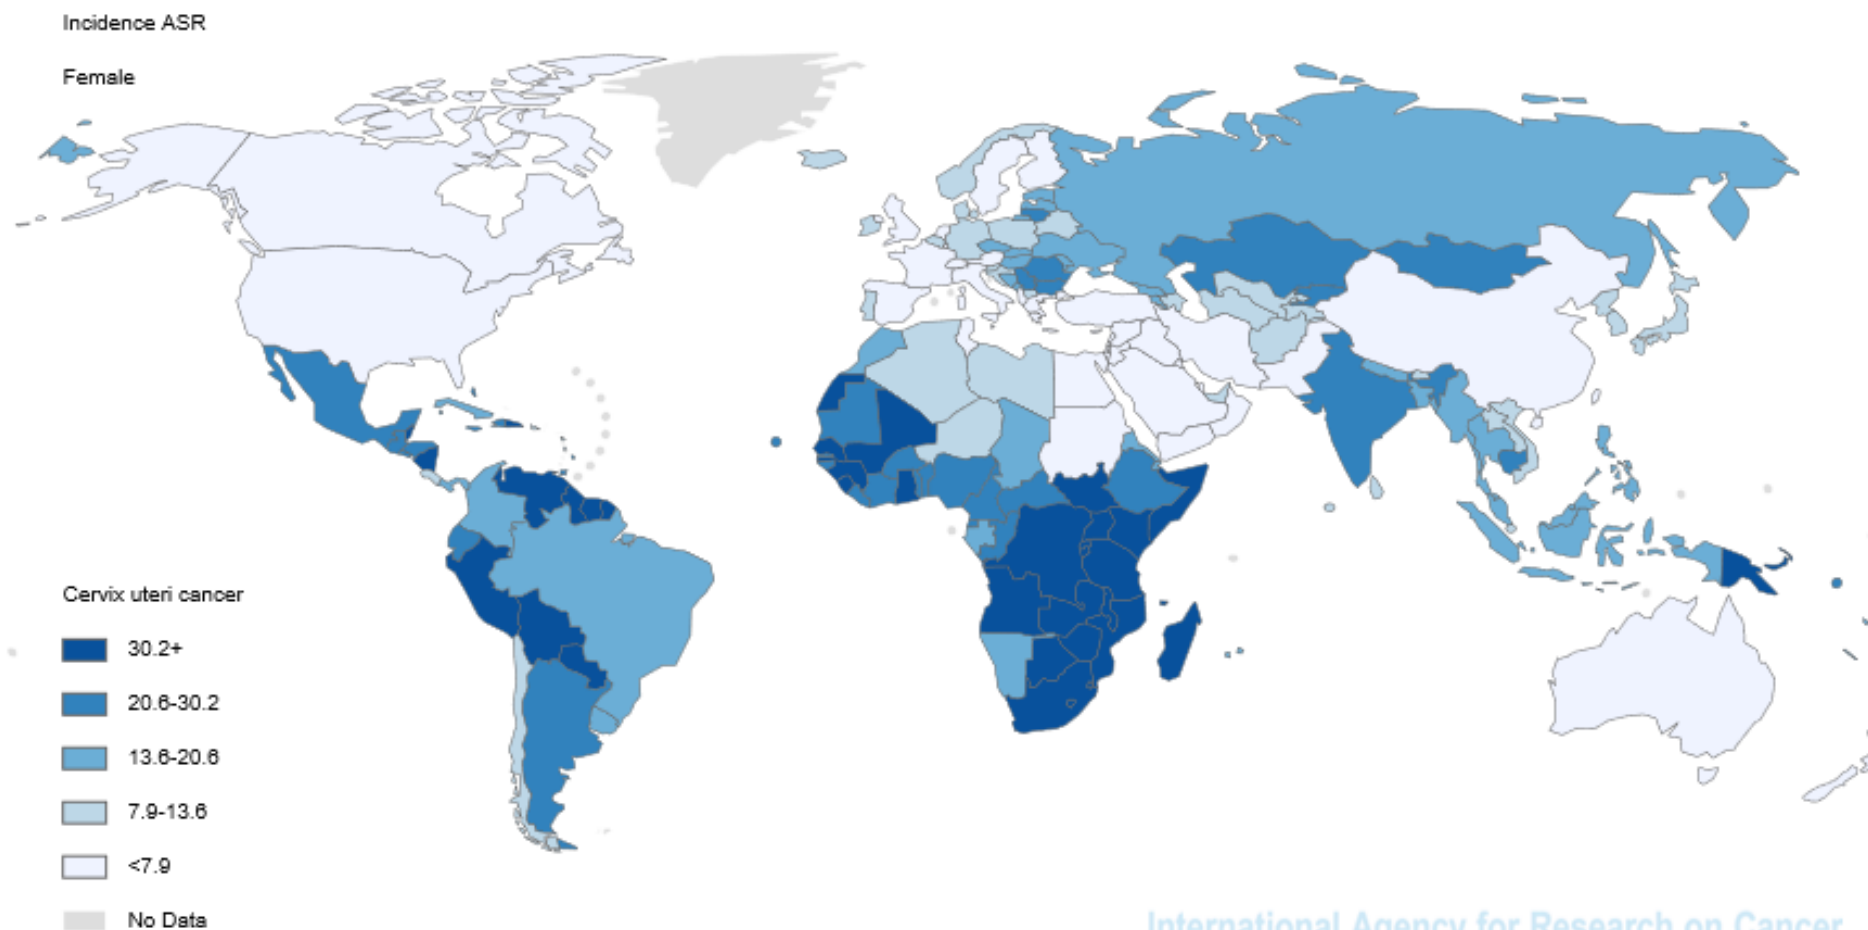 Incidence ASR
Female
Cervix uteri cancer
30.2+
20.6-30.2
13.6-20.6
7.9-13.6
<7.9
No Data
International Agency for Research on Cancer